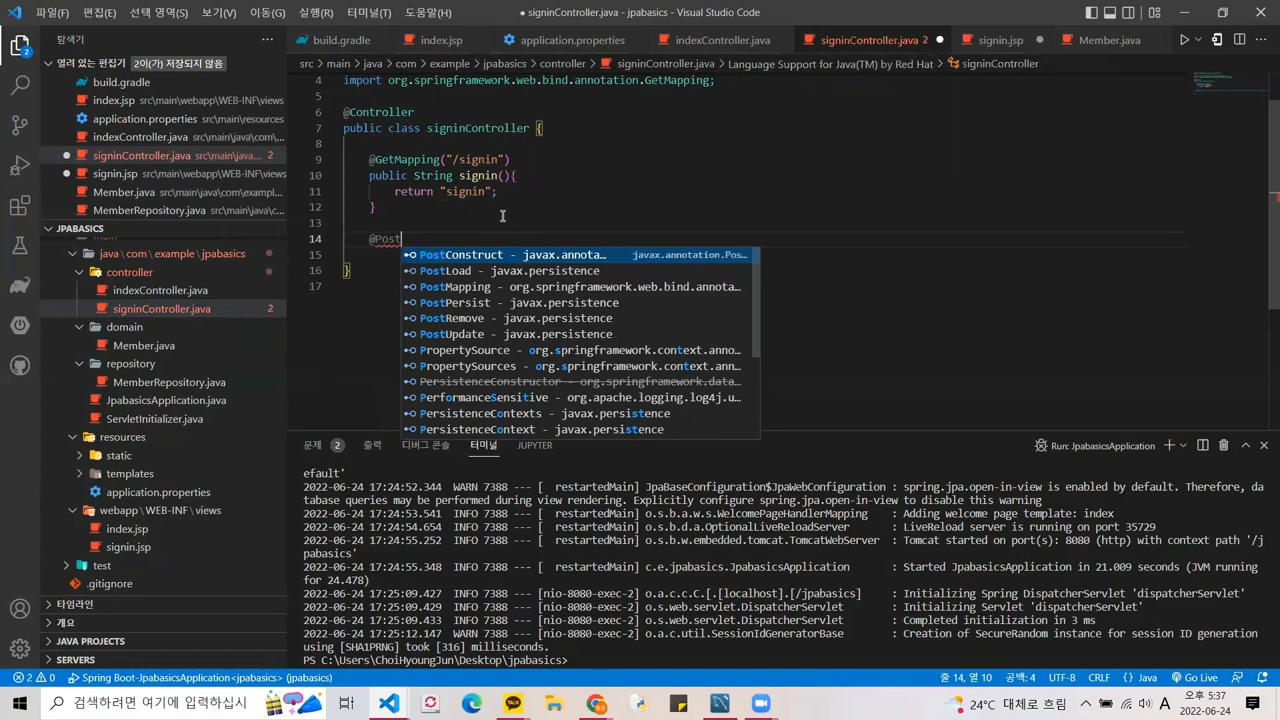 파일(F) 편집(E) 선택 영역(S) 보기(V) 이동(G) 실행(R) 터미널(T) 도움말(H)
● signinController.java - jpabasics - Visual Studio Code
탐색기
build.gradle index.jsp application.properties indexController.java signinController.java 2 signin.jsp Member.java
src > main > java > com > example > jpabasics > controller > signinController.java > Language Support for Java(TM) by Red Hat > signinController
열려 있는 편집기 2이(가) 저장되지 않음
build.gradle
index.jsp src\main\webapp\WEB-INF\views
application.properties src\main\resources
indexController.java src\main\java\com\...
signinController.java src\main\java... 2
signin.jsp src\main\webapp\WEB-INF\views
Member.java src\main\java\com\exampl...
MemberRepository.java src\main\java\c...
JPABASICS
main
java\com\example\jpabasics
controller
indexController.java
signinController.java 2
domain
Member.java
repository
MemberRepository.java
JpabasicsApplication.java
ServletInitializer.java
resources
static
templates
application.properties
webapp\WEB-INF\views
index.jsp
signin.jsp
test
.gitignore
타임라인
개요
JAVA PROJECTS
SERVERS
4 import org.springframework.web.bind.annotation.GetMapping;
5
6 @Controller
7 public class signinController {
8
9 @GetMapping("/signin")
10 public String signin(){
11 return "signin";
12 }
13
14 @Post
15
16 }
17
PostConstruct - javax.annota... javax.annotation.Pos...
PostLoad - javax.persistence
PostMapping - org.springframework.web.bind.annota...
PostPersist - javax.persistence
PostRemove - javax.persistence
PostUpdate - javax.persistence
PropertySource - org.springframework.context.anno...
PropertySources - org.springframework.context.ann...
PersistenceConstructor - org.springframework.data...
PerformanceSensitive - org.apache.logging.log4j.u...
PersistenceContexts - javax.persistence
PersistenceContext - javax.persistence
문제 2 출력 디버그 콘솔 터미널 JUPYTER
Run: JpabasicsApplication
efault'
2022-06-24 17:24:52.344 WARN 7388 --- [ restartedMain] JpaBaseConfiguration$JpaWebConfiguration : spring.jpa.open-in-view is enabled by default. Therefore, da
tabase queries may be performed during view rendering. Explicitly configure spring.jpa.open-in-view to disable this warning
2022-06-24 17:24:53.541 INFO 7388 --- [ restartedMain] o.s.b.a.w.s.WelcomePageHandlerMapping : Adding welcome page template: index
2022-06-24 17:24:54.654 INFO 7388 --- [ restartedMain] o.s.b.d.a.OptionalLiveReloadServer : LiveReload server is running on port 35729
2022-06-24 17:24:55.252 INFO 7388 --- [ restartedMain] o.s.b.w.embedded.tomcat.TomcatWebServer : Tomcat started on port(s): 8080 (http) with context path '/j
pabasics'
2022-06-24 17:24:55.348 INFO 7388 --- [ restartedMain] c.e.jpabasics.JpabasicsApplication : Started JpabasicsApplication in 21.009 seconds (JVM running
for 24.478)
2022-06-24 17:25:09.427 INFO 7388 --- [nio-8080-exec-2] o.a.c.c.C.[.[localhost].[/jpabasics] : Initializing Spring DispatcherServlet 'dispatcherServlet'
2022-06-24 17:25:09.429 INFO 7388 --- [nio-8080-exec-2] o.s.web.servlet.DispatcherServlet : Initializing Servlet 'dispatcherServlet'
2022-06-24 17:25:09.433 INFO 7388 --- [nio-8080-exec-2] o.s.web.servlet.DispatcherServlet : Completed initialization in 3 ms
2022-06-24 17:25:12.147 WARN 7388 --- [nio-8080-exec-2] o.a.c.util.SessionIdGeneratorBase : Creation of SecureRandom instance for session ID generation
using [SHA1PRNG] took [316] milliseconds.
PS C:\Users\ChoiHyoungJun\Desktop\jpabasics>
2 0 Spring Boot-JpabasicsApplication<jpabasics> (jpabasics)
줄 14, 열 10 공백: 4 UTF-8 CRLF {} Java Go Live
검색하려면 여기에 입력하십시오
24℃ 대체로 흐림
A
오후 5:37
2022-06-24